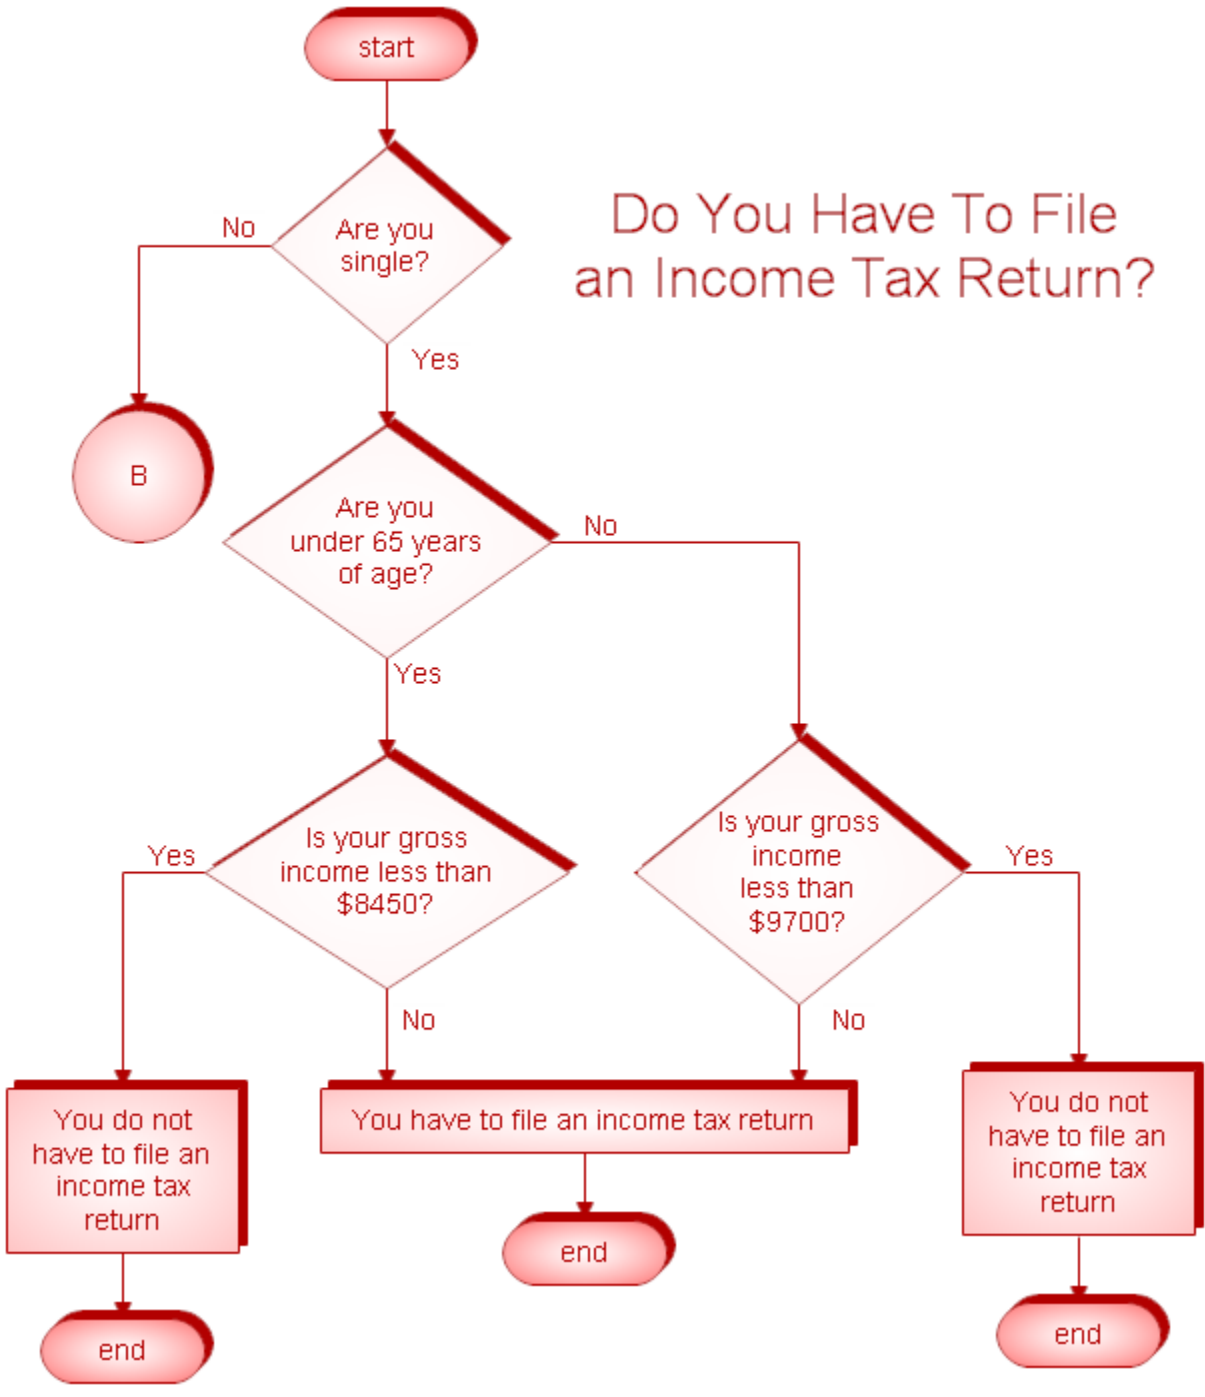 start
Do You Have To File
an Income Tax Return?
Are you
single?
No
Yes
B
Are you
under 65 years
of age?
No
Yes
Is your gross
income less than
$8450?
Yes
No
Is your gross
income
less than
$9700?
Yes
No
You do not
have to file an
income tax
return
You have to file an income tax return
You do not
have to file an
income tax
return
end
end
end